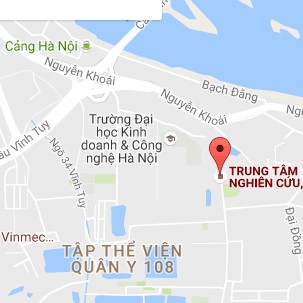 Cảng Hà Nội
Nguyễn Khoái
Bạch Đằng
Nguyễn Khoái
Trường Đại
học Kinh
doanh & Công
nghệ Hà Nội
Vĩnh Tuy
Ngõ 34 Vĩnh Tuy
TRUNG TÂM
NGHIÊN CỨU,
Đại Đồng
Vinmec...
TẬP THỂ VIỆN
QUÂN Y 108